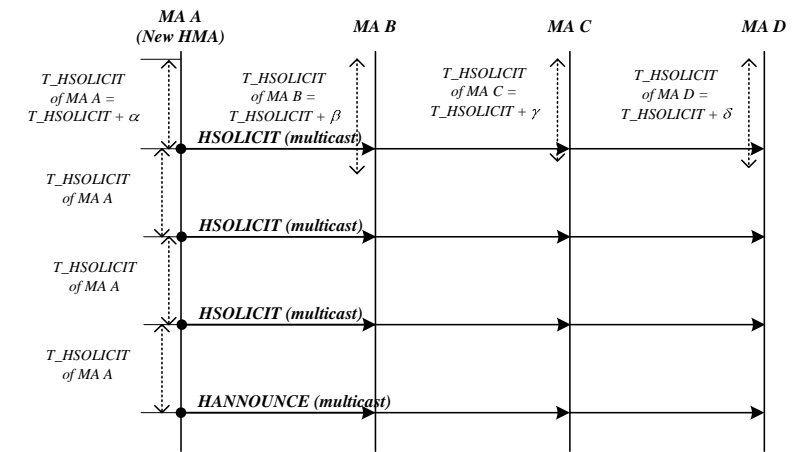 MA A
(New HMA)
MA B
MA C
MA D
T_HSOLICIT
of MA A =
T_HSOLICIT + α
T_HSOLICIT
of MA B =
T_HSOLICIT + β
T_HSOLICIT
of MA C =
T_HSOLICIT + γ
T_HSOLICIT
of MA D =
T_HSOLICIT + δ
HSOLICIT (multicast)
T_HSOLICIT
of MA A
HSOLICIT (multicast)
T_HSOLICIT
of MA A
HSOLICIT (multicast)
T_HSOLICIT
of MA A
HANNOUNCE (multicast)